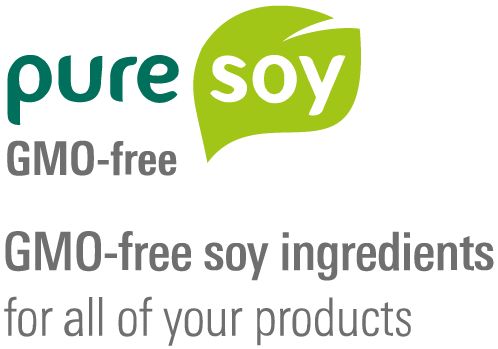 pure soy
GMO-free
GMO-free soy ingredients
for all of your products